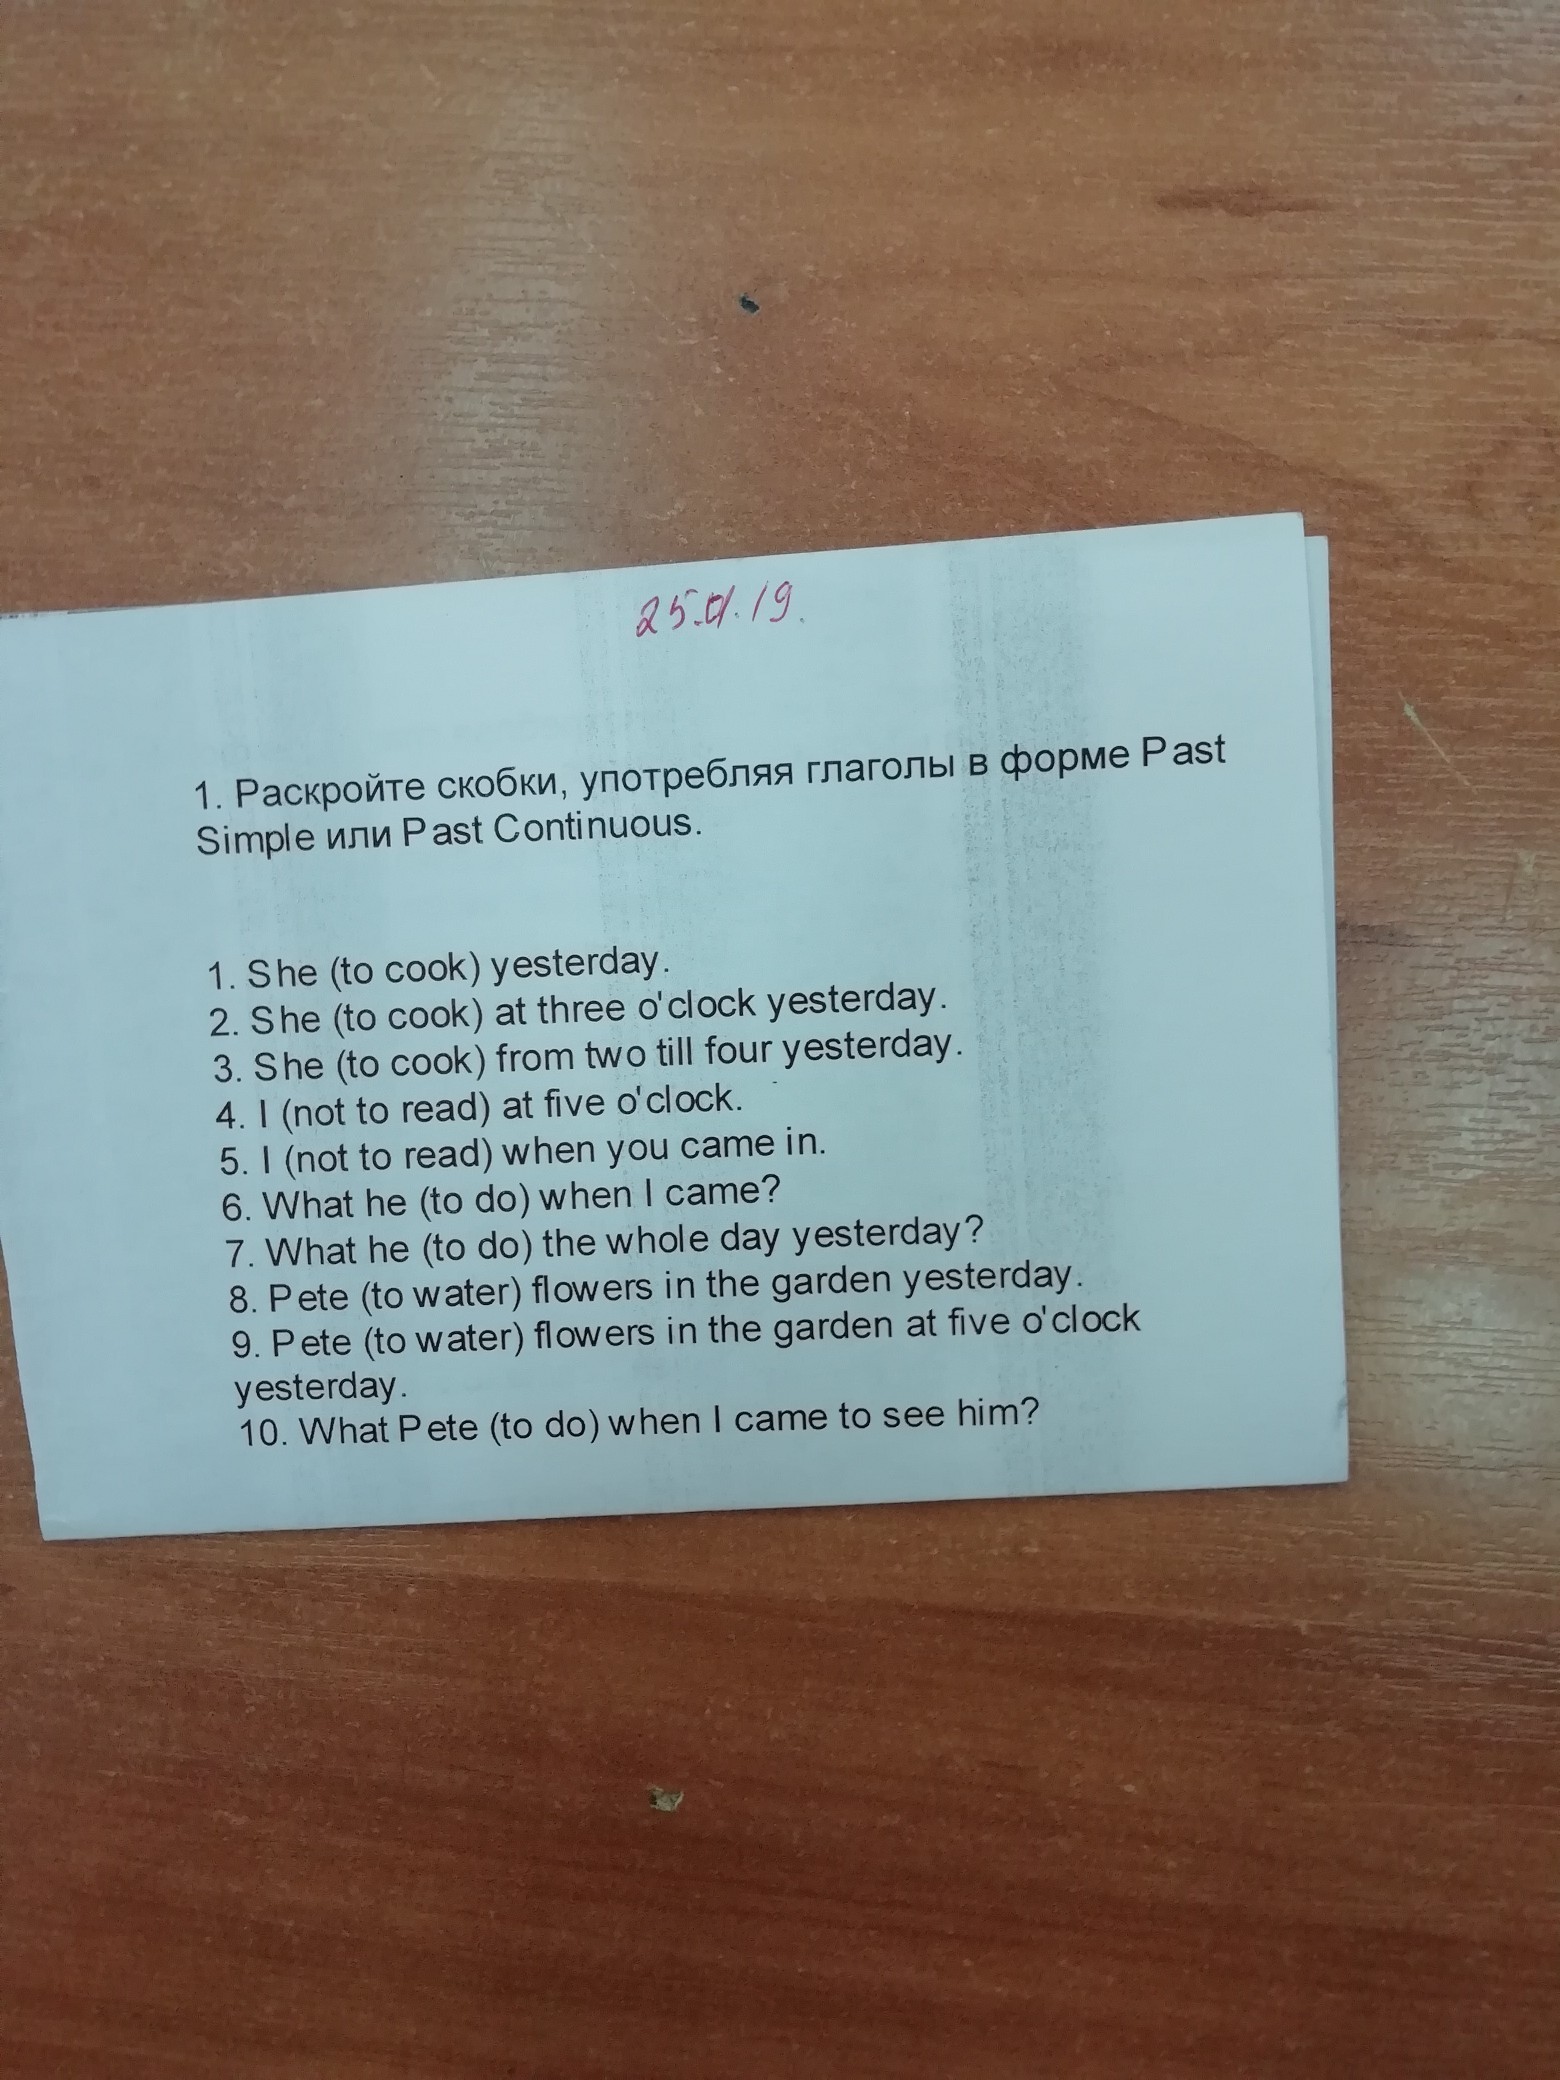 25.01.19.
1. Раскройте скобки, употребляя глаголы в форме Past
Simple или Past Continuous.
1. She (to cook) yesterday.
2. She (to cook) at three o'clock yesterday.
3. She (to cook) from two till four yesterday.
4. I (not to read) at five o'clock.
5. I (not to read) when you came in.
6. What he (to do) when I came?
7. What he (to do) the whole day yesterday?
8. Pete (to water) flowers in the garden yesterday.
9. Pete (to water) flowers in the garden at five o'clock
yesterday.
10. What Pete (to do) when I came to see him?